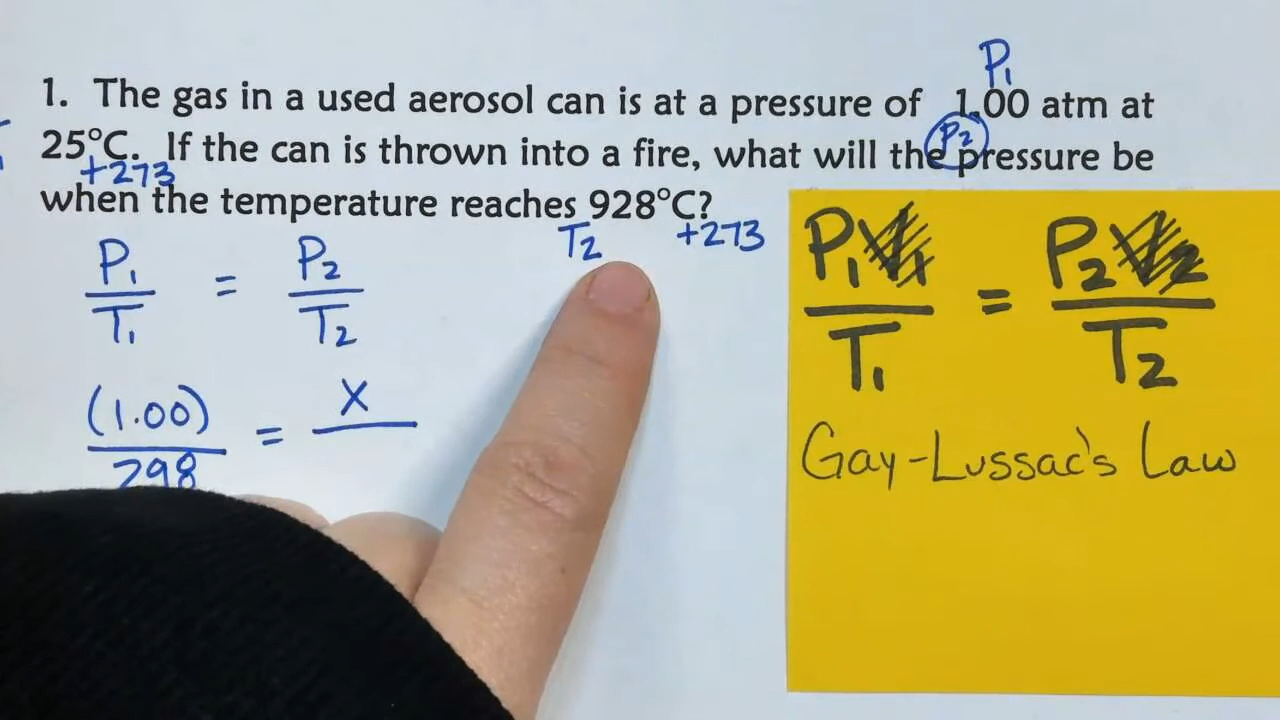 P₁
1. The gas in a used aerosol can is at a pressure of 1.00 atm at
P₂
25°C. If the can is thrown into a fire, what will the pressure be
+273
when the temperature reaches 928°C?
T₂ +273
P₁ = P₂
T₁ T₂
(1.00) = X
298
P₁V₁ = P₂V₂
T₁ T₂
Gay-Lussac's Law